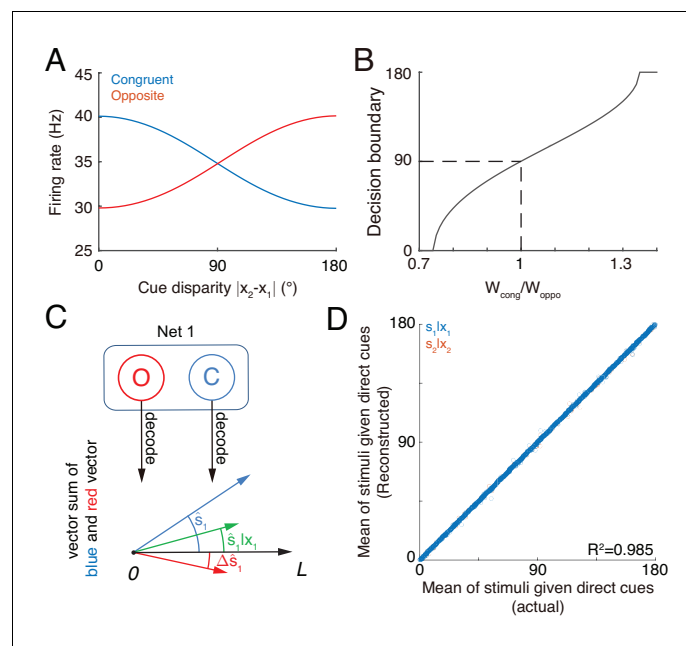 A
45
Congruent
Opposite
40
35
30
25
Firing rate (Hz)
0
90
180
Cue disparity |x₂-x₁| (°)
B
180
90
0
Decision boundary
0.7
1
1.3
W_cong/W_oppo
C
Net 1
O
C
decode
decode
vector sum of
blue and red vector
ŝ₁
ŝ₁|x₁
Δŝ₁
0
L
D
180
s₁|x₁
s₂|x₂
90
0
Mean of stimuli given direct cues
(Reconstructed)
R²=0.985
0
90
180
Mean of stimuli given direct cues
(actual)